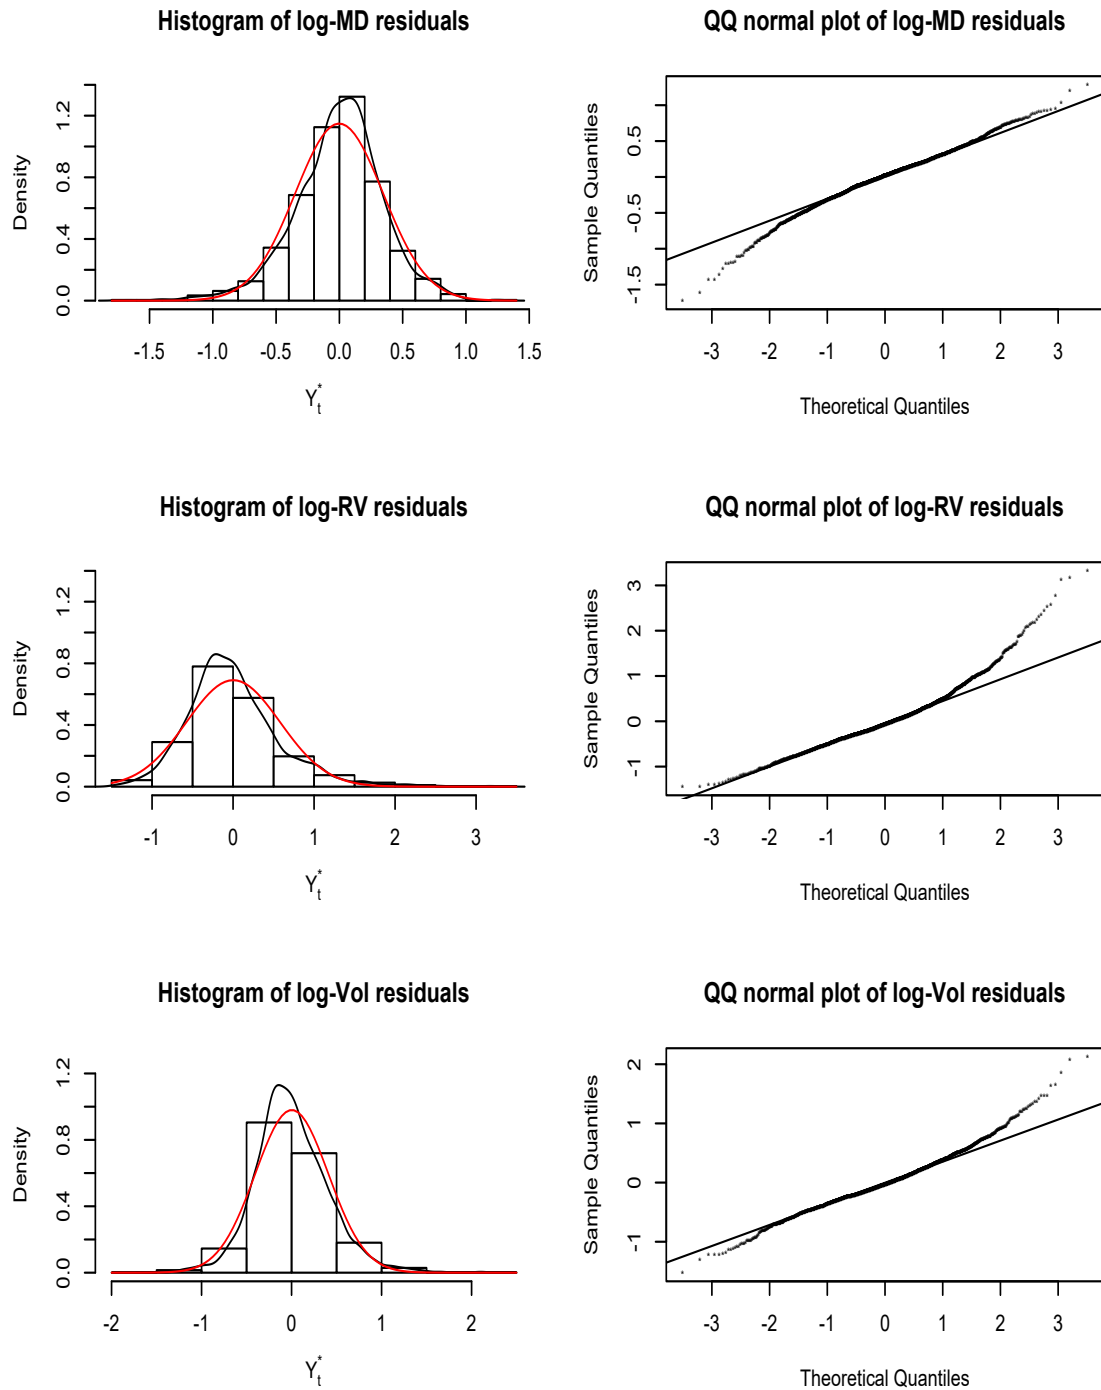 Histogram of log-MD residuals
Density
0.0 0.4 0.8 1.2
-1.5 -1.0 -0.5 0.0 0.5 1.0 1.5
Y*t
QQ normal plot of log-MD residuals
Sample Quantiles
-1.5 -0.5 0.5
-3 -2 -1 0 1 2 3
Theoretical Quantiles
Histogram of log-RV residuals
Density
0.0 0.4 0.8 1.2
-1 0 1 2 3
Y*t
QQ normal plot of log-RV residuals
Sample Quantiles
-1 0 1 2 3
-3 -2 -1 0 1 2 3
Theoretical Quantiles
Histogram of log-Vol residuals
Density
0.0 0.4 0.8 1.2
-2 -1 0 1 2
Y*t
QQ normal plot of log-Vol residuals
Sample Quantiles
-1 0 1 2
-3 -2 -1 0 1 2 3
Theoretical Quantiles